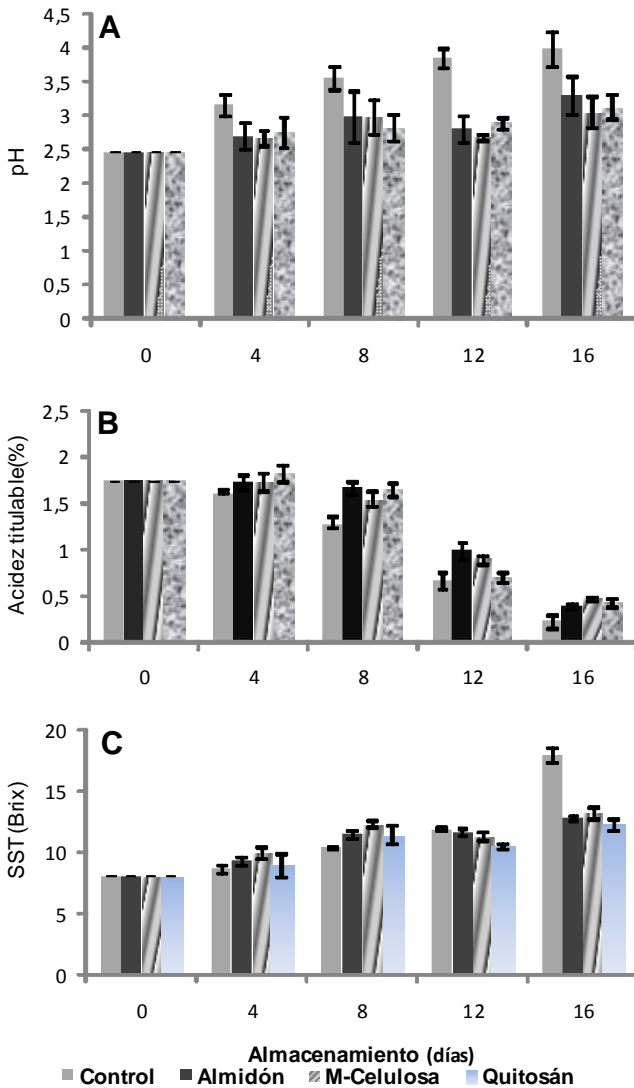 A
4,5
4
3,5
3
2,5
2
1,5
1
0,5
0
pH
0 4 8 12 16
B
2,5
2
1,5
1
0,5
0
Acidez titulable(%)
0 4 8 12 16
C
20
15
10
5
0
SST (Brix)
0 4 8 12 16
Almacenamiento (días)
Control Almidón M-Celulosa Quitosán